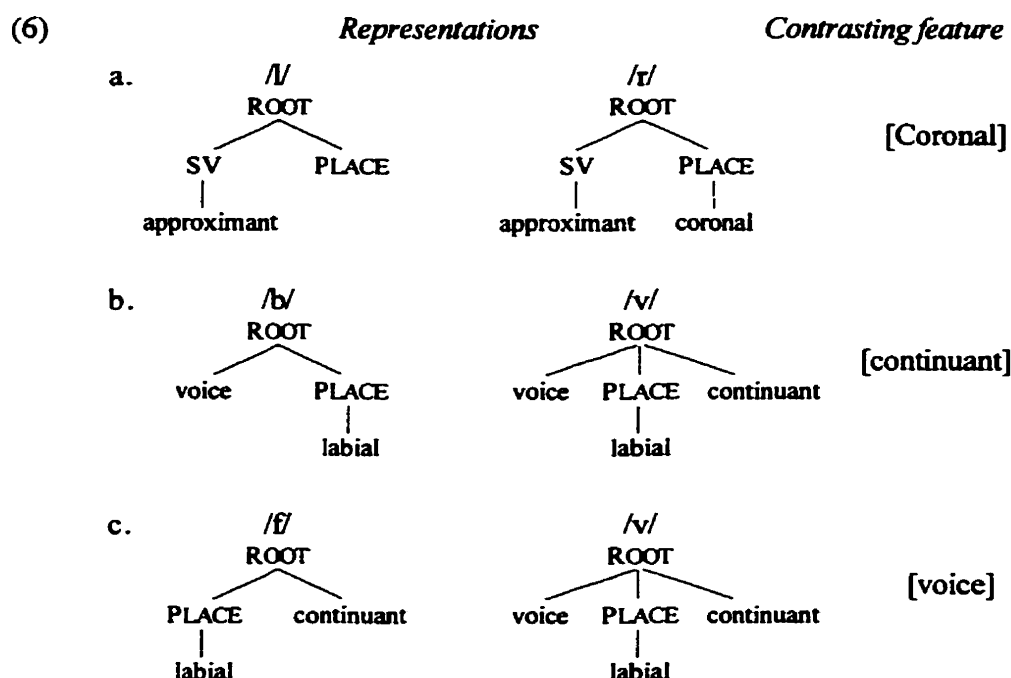 (6) Representations Contrasting feature
a. /l/ /r/
ROOT ROOT [Coronal]
SV PLACE SV PLACE
approximant approximant coronal
b. /b/ /v/
ROOT ROOT [continuant]
voice PLACE voice PLACE continuant
labial labial
c. /f/ /v/
ROOT ROOT [voice]
PLACE continuant voice PLACE continuant
labial labial